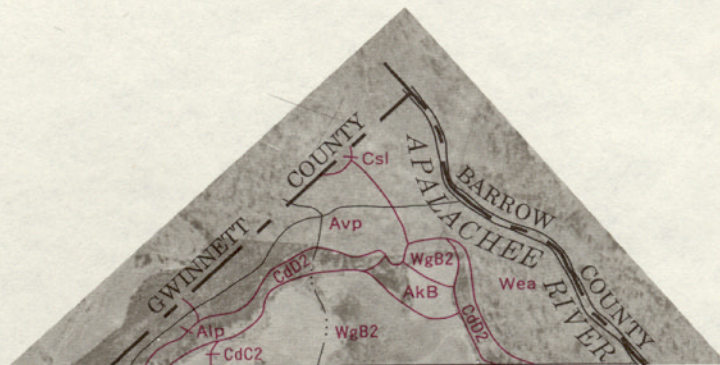 GWINNETT COUNTY
APALACHEE RIVER
BARROW COUNTY
Csl
Avp
WgB2
Wea
CdD2
AkB
CdD2
Alp
WgB2
CdC2